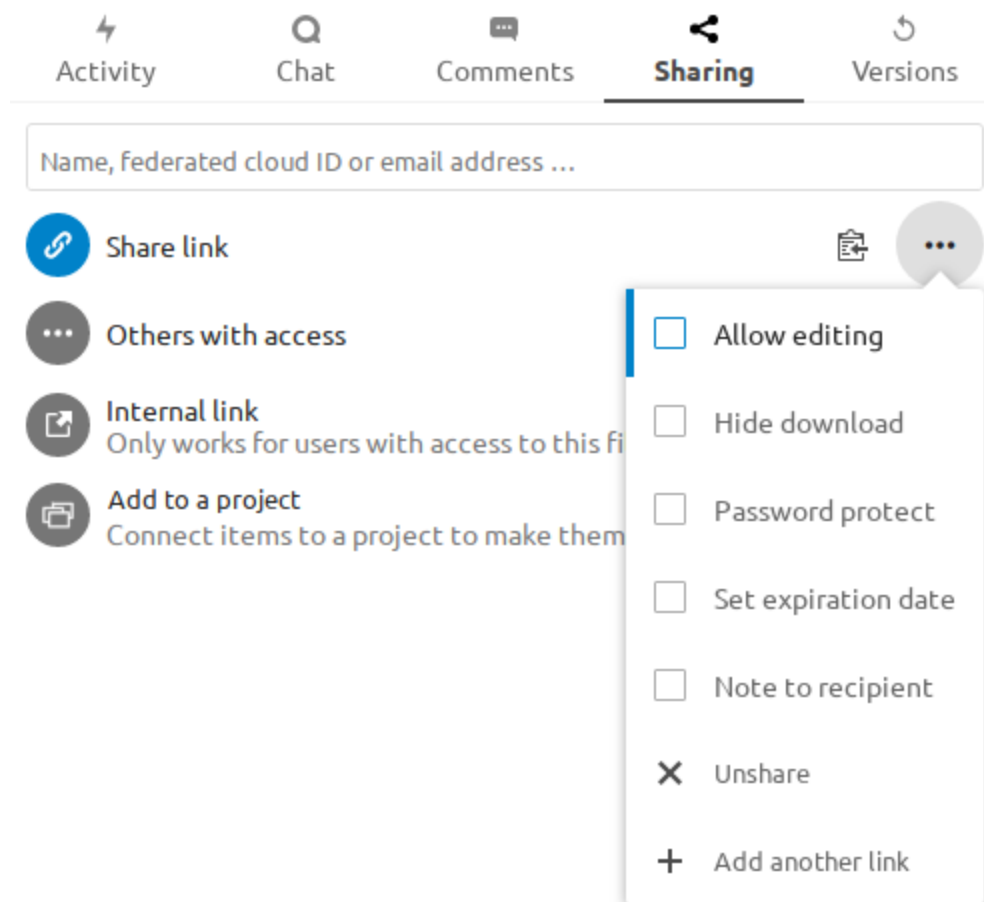 Activity
Chat
Comments
Sharing
Versions
Name, federated cloud ID or email address ...
Share link
Others with access
Internal link
Only works for users with access to this fi
Add to a project
Connect items to a project to make them
Allow editing
Hide download
Password protect
Set expiration date
Note to recipient
Unshare
Add another link